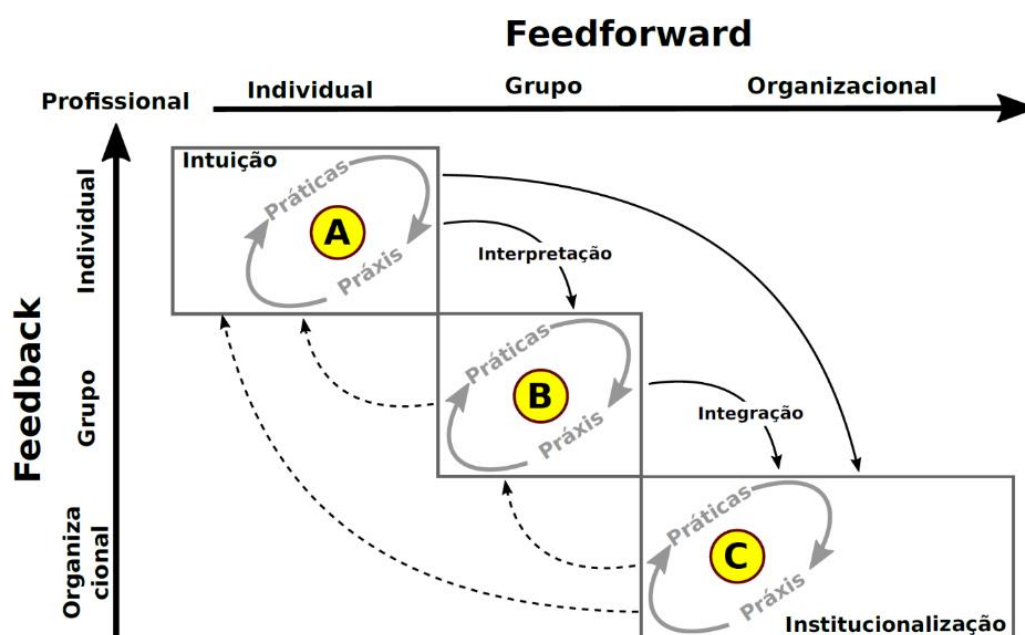 Feedforward
Profissional
Individual
Grupo
Organizacional
Feedback
Individual
Grupo
Organiza
cional
Intuição
Práticas
A
Práxis
Interpretação
Práticas
B
Práxis
Integração
Práticas
C
Práxis
Institucionalização